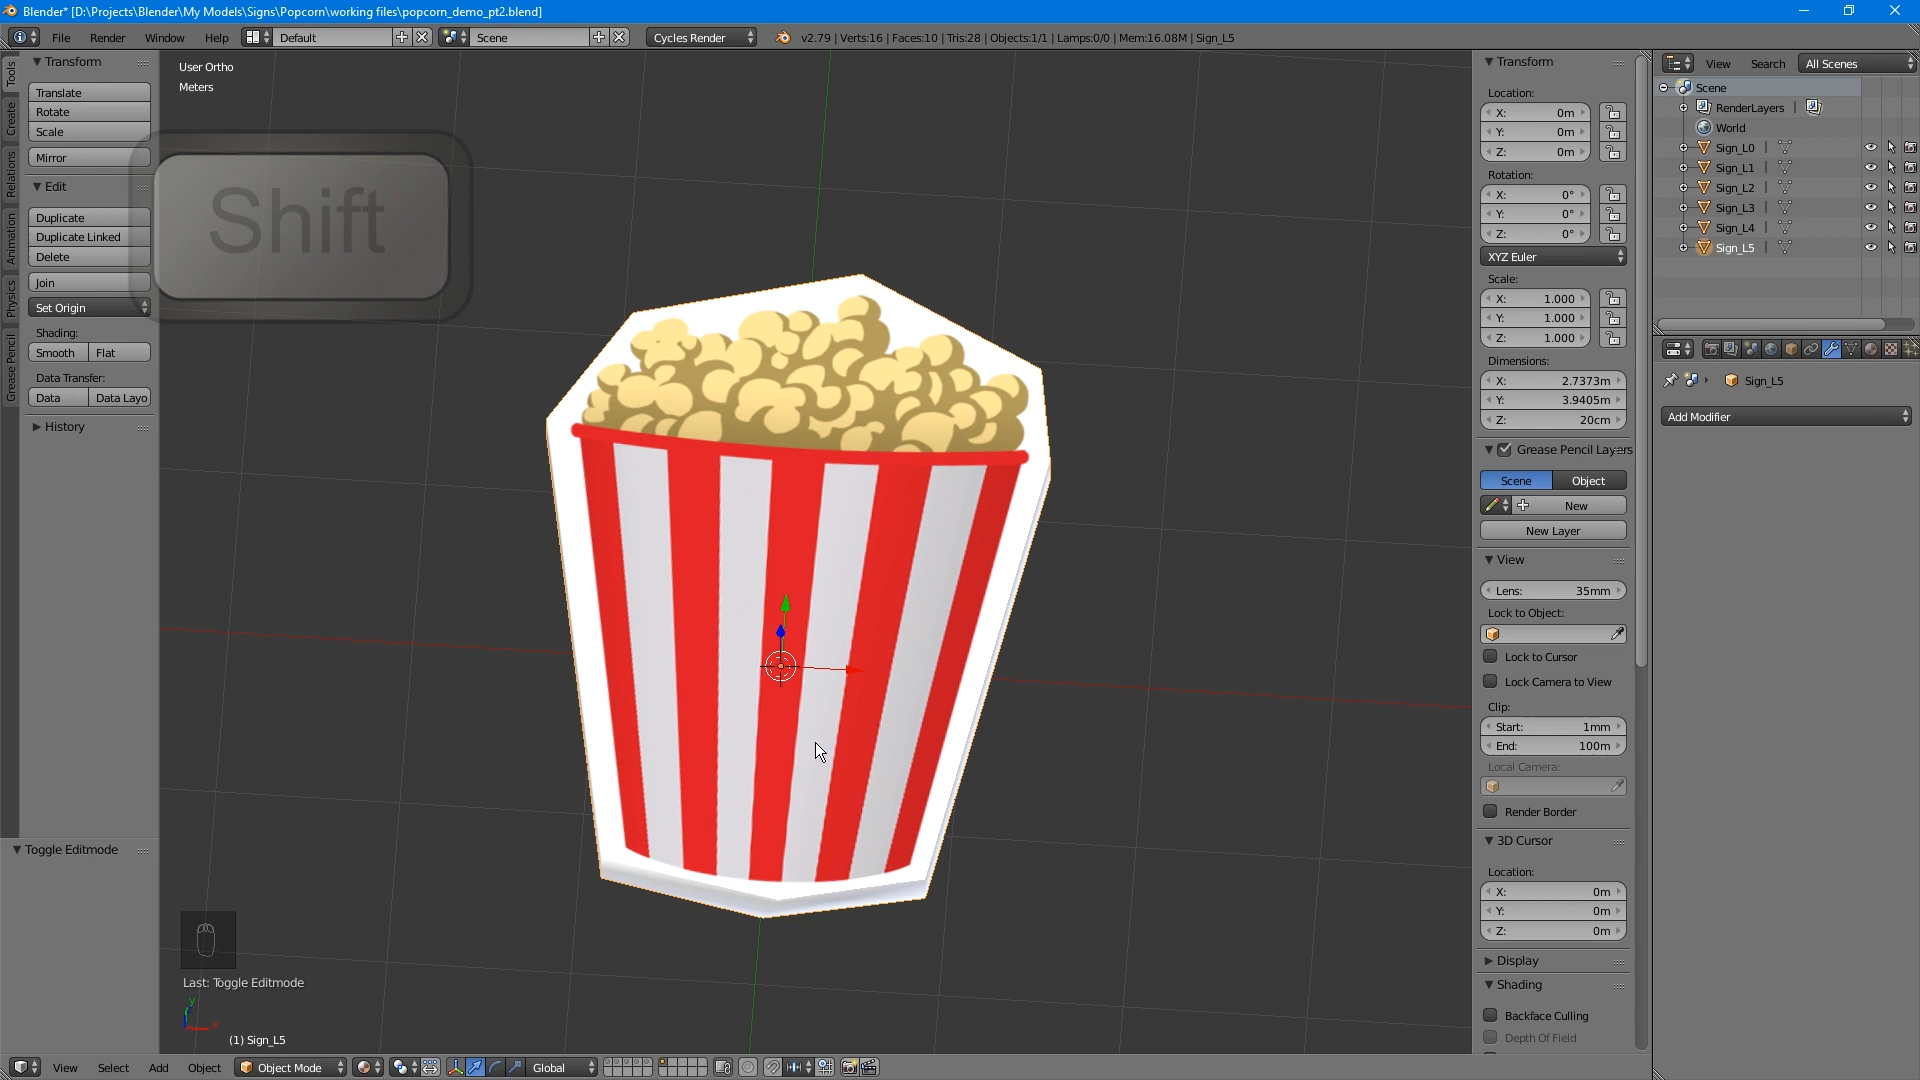 Blender* [D:\Projects\Blender\My Models\Signs\Popcorn\working files\popcorn_demo_pt2.blend]
File Render Window Help Default Scene Cycles Render v2.79 | Verts:16 | Faces:10 | Tris:28 | Objects:1/1 | Lamps:0/0 | Mem:16.08M | Sign_L5
Tools
Create
Relations
Animation
Physics
Grease Pencil
Transform
Translate
Rotate
Scale
Mirror
Edit
Duplicate
Duplicate Linked
Delete
Join
Set Origin
Shading:
Smooth Flat
Data Transfer:
Data Data Layo
History
Toggle Editmode
User Ortho
Meters
Shift
Last: Toggle Editmode
y
x
(1) Sign_L5
View Select Add Object Object Mode Global
Transform
Location:
X: 0m
Y: 0m
Z: 0m
Rotation:
X: 0°
Y: 0°
Z: 0°
XYZ Euler
Scale:
X: 1.000
Y: 1.000
Z: 1.000
Dimensions:
X: 2.7373m
Y: 3.9405m
Z: 20cm
Grease Pencil Layers
Scene Object
New
New Layer
View
Lens: 35mm
Lock to Object:
Lock to Cursor
Lock Camera to View
Clip:
Start: 1mm
End: 100m
Local Camera:
Render Border
3D Cursor
Location:
X: 0m
Y: 0m
Z: 0m
Display
Shading
Backface Culling
Depth Of Field
View Search All Scenes
Scene
RenderLayers |
World
Sign_L0 |
Sign_L1 |
Sign_L2 |
Sign_L3 |
Sign_L4 |
Sign_L5 |
Sign_L5
Add Modifier